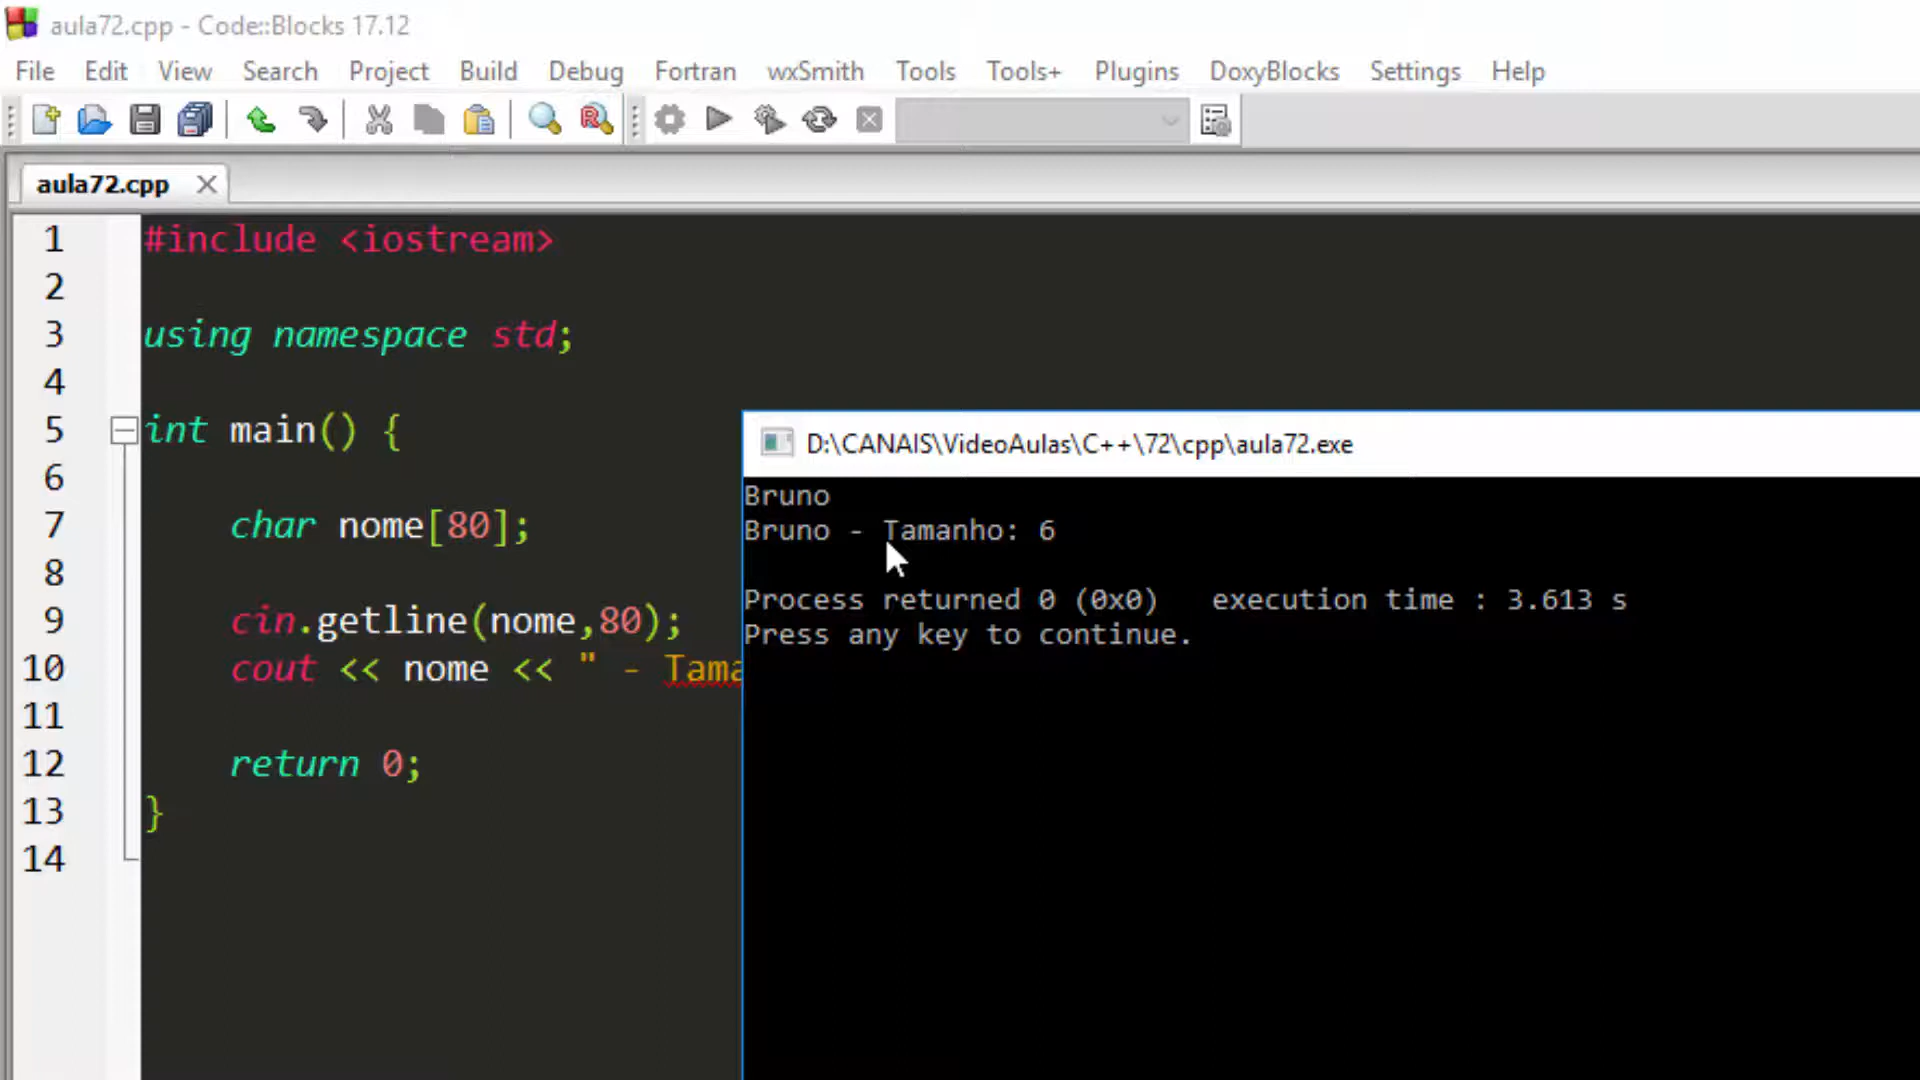 aula72.cpp - Code::Blocks 17.12
File Edit View Search Project Build Debug Fortran wxSmith Tools Tools+ Plugins DoxyBlocks Settings Help
aula72.cpp
1 #include <iostream>
2
3 using namespace std;
4
5 int main() {
6
7 char nome[80];
8
9 cin.getline(nome,80);
10 cout << nome << " - Tama
11
12 return 0;
13 }
14
D:\CANAIS\VideoAulas\C++\72\cpp\aula72.exe
Bruno
Bruno - Tamanho: 6
Process returned 0 (0x0) execution time : 3.613 s
Press any key to continue.